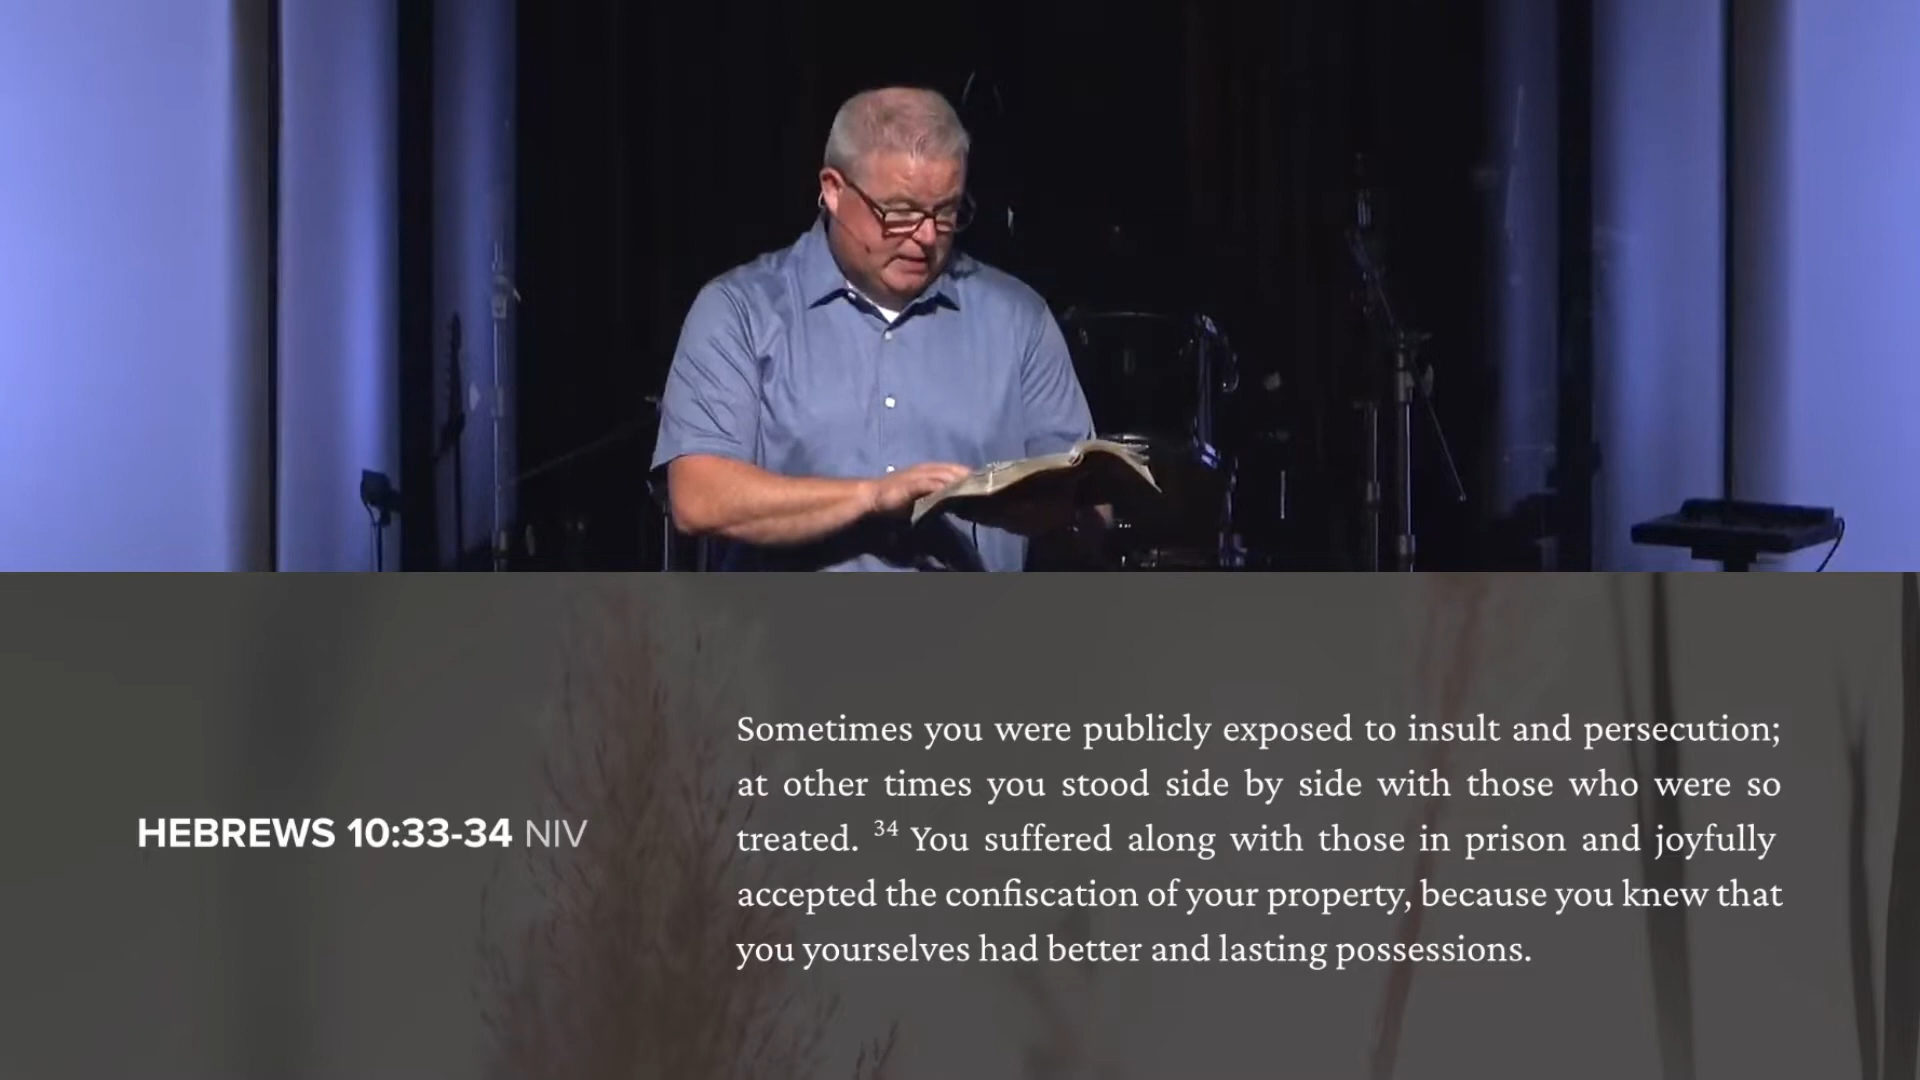 HEBREWS 10:33-34 NIV
Sometimes you were publicly exposed to insult and persecution;
at other times you stood side by side with those who were so
treated. 34 You suffered along with those in prison and joyfully
accepted the confiscation of your property, because you knew that
you yourselves had better and lasting possessions.